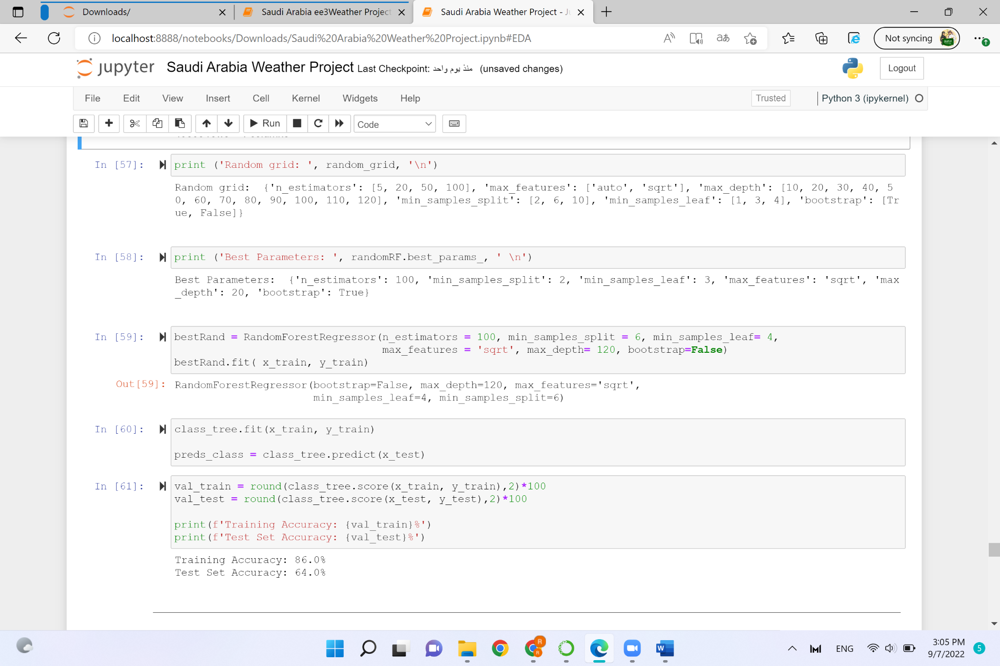 Downloads/
Saudi Arabia ee3Weather Project
Saudi Arabia Weather Project - Ju
localhost:8888/notebooks/Downloads/Saudi%20Arabia%20Weather%20Project.ipynb#EDA
Not syncing
jupyter Saudi Arabia Weather Project Last Checkpoint: منذ يوم واحد (unsaved changes)
Logout
File Edit View Insert Cell Kernel Widgets Help
Trusted
Python 3 (ipykernel)
Run
Code
In [57]: print ('Random grid: ', random_grid, '\n')
Random grid:  {'n_estimators': [5, 20, 50, 100], 'max_features': ['auto', 'sqrt'], 'max_depth': [10, 20, 30, 40, 5
0, 60, 70, 80, 90, 100, 110, 120], 'min_samples_split': [2, 6, 10], 'min_samples_leaf': [1, 3, 4], 'bootstrap': [Tr
ue, False]}
In [58]: print ('Best Parameters: ', randomRF.best_params_, ' \n')
Best Parameters:  {'n_estimators': 100, 'min_samples_split': 2, 'min_samples_leaf': 3, 'max_features': 'sqrt', 'max
_depth': 20, 'bootstrap': True}
In [59]: bestRand = RandomForestRegressor(n_estimators = 100, min_samples_split = 6, min_samples_leaf= 4,
max_features = 'sqrt', max_depth= 120, bootstrap=False)
bestRand.fit( x_train, y_train)
Out[59]: RandomForestRegressor(bootstrap=False, max_depth=120, max_features='sqrt',
min_samples_leaf=4, min_samples_split=6)
In [60]: class_tree.fit(x_train, y_train)
preds_class = class_tree.predict(x_test)
In [61]: val_train = round(class_tree.score(x_train, y_train),2)*100
val_test = round(class_tree.score(x_test, y_test),2)*100
print(f'Training Accuracy: {val_train}%')
print(f'Test Set Accuracy: {val_test}%')
Training Accuracy: 86.0%
Test Set Accuracy: 64.0%
ENG
3:05 PM
9/7/2022
5